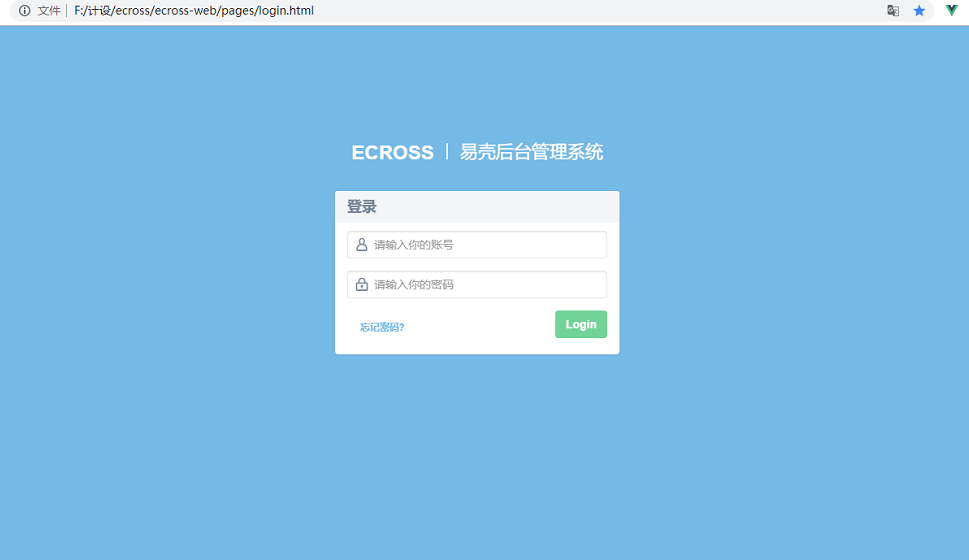 文件 F:/计设/ecross/ecross-web/pages/login.html
ECROSS | 易壳后台管理系统
登录
请输入你的账号
请输入你的密码
忘记密码?
Login